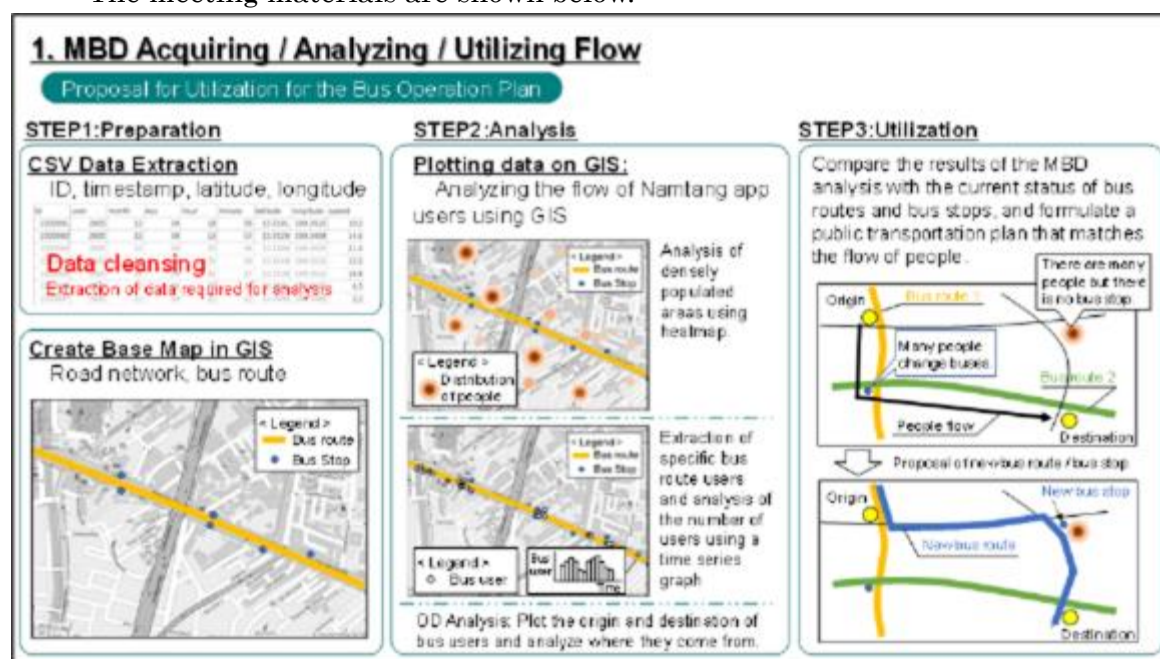 The meeting materials are shown below.
1. MBD Acquiring / Analyzing / Utilizing Flow
Proposal for Utilization for the Bus Operation Plan
STEP1:Preparation
CSV Data Extraction
ID, timestamp, latitude, longitude
Data cleansing
Extraction of data required for analysis
Create Base Map in GIS
Road network, bus route
< Legend >
Bus route
Bus Stop
STEP2:Analysis
Plotting data on GIS:
Analyzing the flow of Namtang app
users using GIS
< Legend >
Bus route
Bus Stop
< Legend >
Distribution
of people
Analysis of
densely
populated
areas using
heatmap.
< Legend >
Bus route
Bus Stop
< Legend >
Bus user
Bus
user
Time
Extraction of
specific bus
route users
and analysis of
the number of
users using a
time series
graph
OD Analysis: Plot the origin and destination of
bus users and analyze where they come from.
STEP3:Utilization
Compare the results of the MBD
analysis with the current status of bus
routes and bus stops, and formulate a
public transportation plan that matches
the flow of people.
There are many
people but there
is no bus stop
Origin
Bus route 1
Many people
change buses
Bus route 2
People flow
Destination
Proposal of new bus route / bus stop
Origin
New bus stop
New bus route
Destination